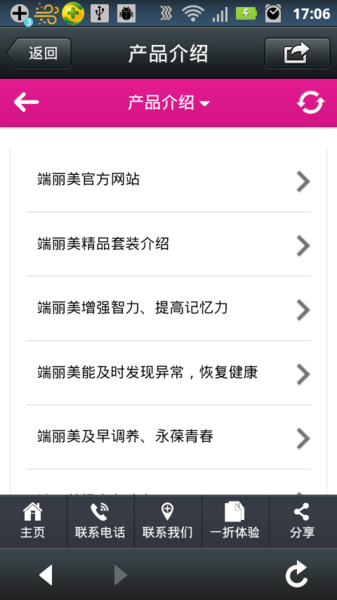 17:06
返回
产品介绍
产品介绍
端丽美官方网站
端丽美精品套装介绍
端丽美增强智力、提高记忆力
端丽美能及时发现异常，恢复健康
端丽美及早调养、永葆青春
主页
联系电话
联系我们
一折体验
分享